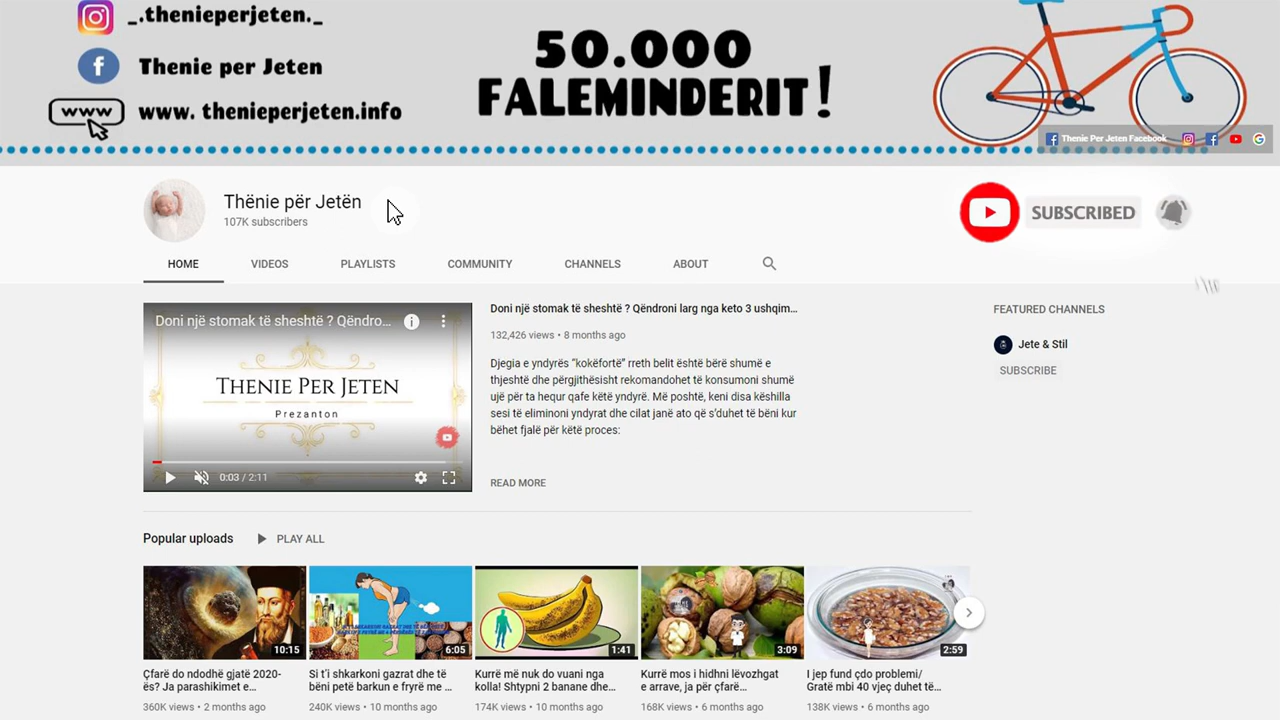 _.thenieperjeten._
50.000
FALEMINDERIT!
Thenie per Jeten
www
www. thenieperjeten.info
Thenie Per Jeten Facebook
Thënie për Jetën
107K subscribers
SUBSCRIBED
HOME
VIDEOS
PLAYLISTS
COMMUNITY
CHANNELS
ABOUT
Doni një stomak të sheshtë ? Qëndro...
THENIE PER JETEN
Prezanton
0:03 / 2:11
Doni një stomak të sheshtë ? Qëndroni larg nga keto 3 ushqim...
132,426 views • 8 months ago
Djegia e yndyrës “kokëfortë” rreth belit është bërë shumë e
thjeshtë dhe përgjithësisht rekomandohet të konsumoni shumë
ujë për ta hequr qafe këtë yndyrë. Më poshtë, keni disa këshilla
sesi të eliminoni yndyrat dhe cilat janë ato që s’duhet të bëni kur
bëhet fjalë për këtë proces:
READ MORE
FEATURED CHANNELS
Jete & Stil
SUBSCRIBE
Popular uploads
PLAY ALL
10:15
6:05
1:41
3:09
2:59
Çfarë do ndodhë gjatë 2020-
ës? Ja parashikimet e...
360K views • 2 months ago
Si t’i shkarkoni gazrat dhe të
bëni petë barkun e fryrë me ...
240K views • 10 months ago
Kurrë më nuk do vuani nga
kolla! Shtypni 2 banane dhe...
174K views • 10 months ago
Kurrë mos i hidhni lëvozhgat
e arrave, ja për çfarë...
168K views • 6 months ago
I jep fund çdo problemi/
Gratë mbi 40 vjeç duhet të...
138K views • 6 months ago